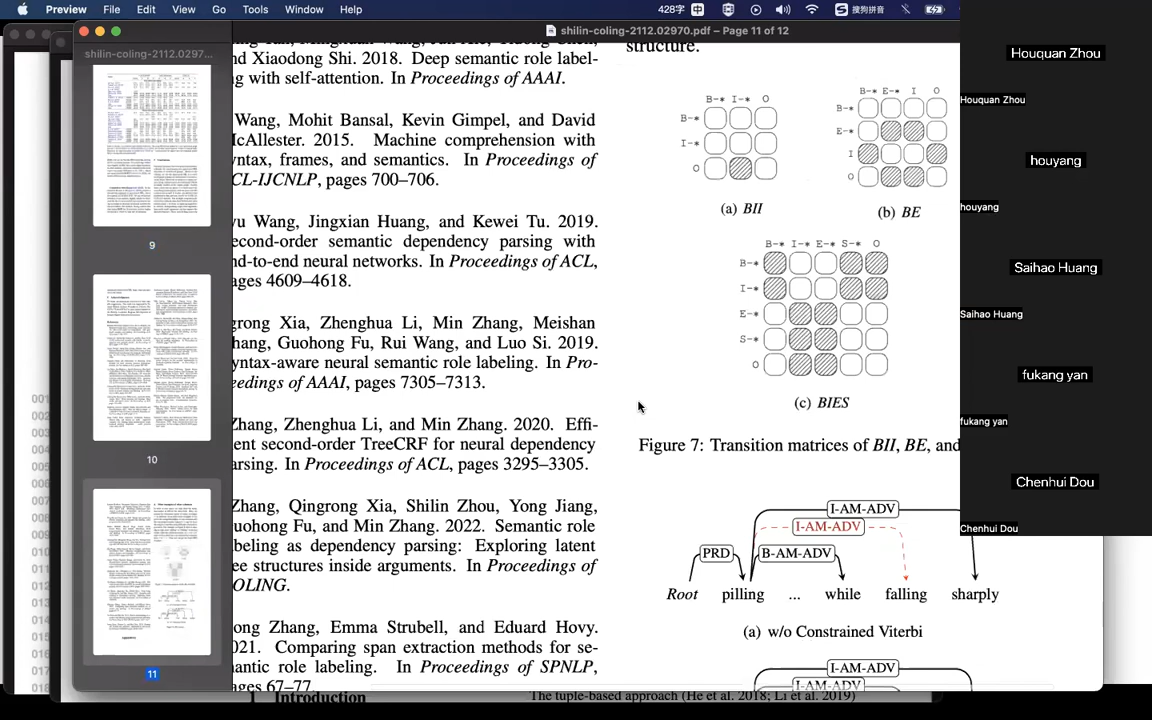 Preview File Edit View Go Tools Window Help 428字 中 搜狗拼音
shilin-coling-2112.02970.pdf – Page 11 of 12
shilin-coling-2112.0297...
9
10
11
nd Xiaodong Shi. 2018. Deep semantic role label-
g with self-attention. In Proceedings of AAAI.
Wang, Mohit Bansal, Kevin Gimpel, and David
cAllester. 2015. Machine comprehension with
ntax, frames, and semantics. In Proceedings of
CL-IJCNLP, pages 700–706.
yu Wang, Jingxian Huang, and Kewei Tu. 2019.
econd-order semantic dependency parsing with
nd-to-end neural networks. In Proceedings of ACL,
ages 4609–4618.
grong Xia, Zhenghua Li, Min Zhang, Meishan
hang, Guohong Fu, Rui Wang, and Luo Si. 2019.
yntax-aware neural semantic role labeling. In Pro-
eedings of AAAI, pages 7305–7313.
Zhang, Zhenghua Li, and Min Zhang. 2020. Effi-
ent second-order TreeCRF for neural dependency
arsing. In Proceedings of ACL, pages 3295–3305.
Zhang, Qingrong Xia, Shilin Zhou, Yong Jiang,
uohong Fu, and Min Zhang. 2022. Semantic role
beling as dependency parsing: Exploring latent
ee structures inside arguments. In Proceedings of
OLING.
ong Zhang, Emma Strubell, and Eduard Hovy.
021. Comparing span extraction methods for se-
antic role labeling. In Proceedings of SPNLP,
ages 67–77.
structure.
B-* I-* O
B-*
I-*
O
(a) BII
B-* E-* I O
B-*
E-*
I
O
(b) BE
B-* I-* E-* S-* O
B-*
I-*
E-*
S-*
O
(c) BIES
Figure 7: Transition matrices of BII, BE, and
I-AM-ADV
I-AM-ADV
PRD B-AM-ADV
Root pilling ... while falling sharply
(a) w/o Constrained Viterbi
I-AM-ADV
I-AM-ADV
Introduction
The tuple-based approach (He et al. 2018; Li et al. 2019)
Houquan Zhou
Houquan Zhou
houyang
houyang
Saihao Huang
Saihao Huang
fukang yan
fukang yan
Chenhui Dou
Chenhui Dou